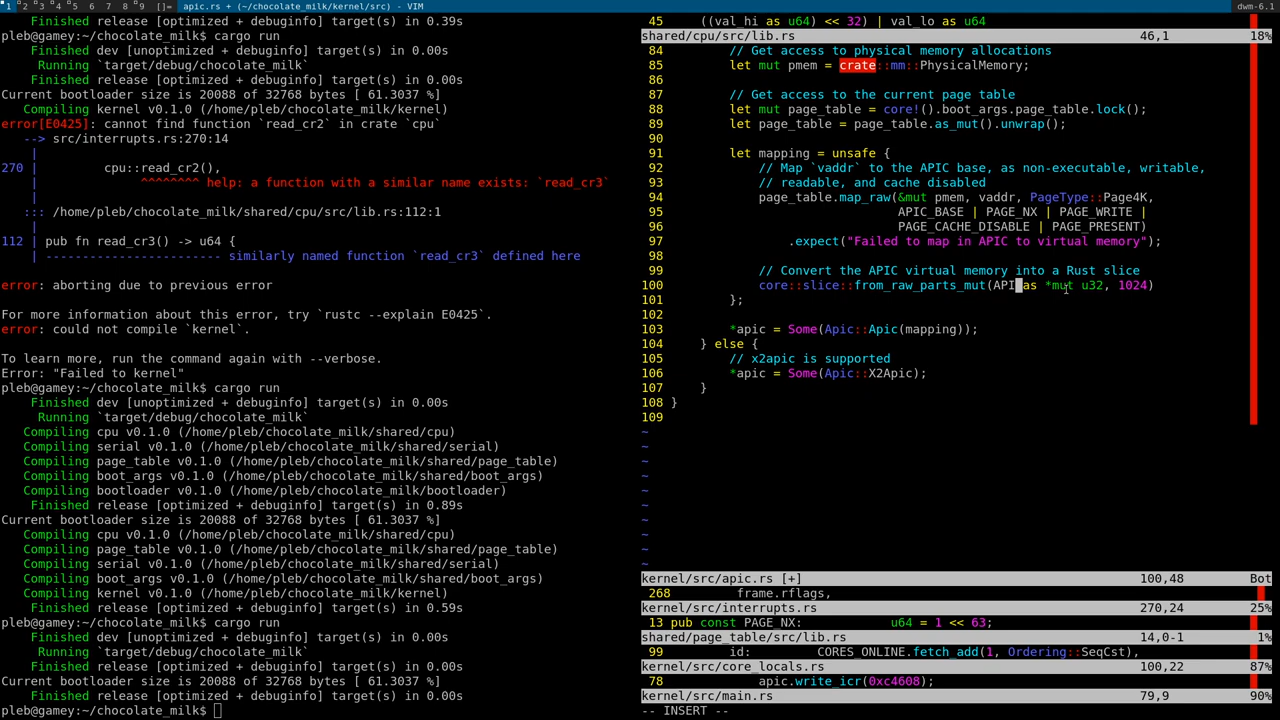 1 2 3 4 5 6 7 8 9 []= apic.rs + (~/chocolate_milk/kernel/src) - VIM dwm-6.1
Finished release [optimized + debuginfo] target(s) in 0.39s
pleb@gamey:~/chocolate_milk$ cargo run
Finished dev [unoptimized + debuginfo] target(s) in 0.00s
Running `target/debug/chocolate_milk`
Finished release [optimized + debuginfo] target(s) in 0.00s
Current bootloader size is 20088 of 32768 bytes [ 61.3037 %]
Compiling kernel v0.1.0 (/home/pleb/chocolate_milk/kernel)
error[E0425]: cannot find function `read_cr2` in crate `cpu`
--> src/interrupts.rs:270:14
|
270 | cpu::read_cr2(),
| ^^^^^^^^ help: a function with a similar name exists: `read_cr3`
|
::: /home/pleb/chocolate_milk/shared/cpu/src/lib.rs:112:1
|
112 | pub fn read_cr3() -> u64 {
| ------------------------ similarly named function `read_cr3` defined here
error: aborting due to previous error
For more information about this error, try `rustc --explain E0425`.
error: could not compile `kernel`.
To learn more, run the command again with --verbose.
Error: "Failed to kernel"
pleb@gamey:~/chocolate_milk$ cargo run
Finished dev [unoptimized + debuginfo] target(s) in 0.00s
Running `target/debug/chocolate_milk`
Compiling cpu v0.1.0 (/home/pleb/chocolate_milk/shared/cpu)
Compiling serial v0.1.0 (/home/pleb/chocolate_milk/shared/serial)
Compiling page_table v0.1.0 (/home/pleb/chocolate_milk/shared/page_table)
Compiling boot_args v0.1.0 (/home/pleb/chocolate_milk/shared/boot_args)
Compiling bootloader v0.1.0 (/home/pleb/chocolate_milk/bootloader)
Finished release [optimized + debuginfo] target(s) in 0.89s
Current bootloader size is 20088 of 32768 bytes [ 61.3037 %]
Compiling cpu v0.1.0 (/home/pleb/chocolate_milk/shared/cpu)
Compiling page_table v0.1.0 (/home/pleb/chocolate_milk/shared/page_table)
Compiling serial v0.1.0 (/home/pleb/chocolate_milk/shared/serial)
Compiling boot_args v0.1.0 (/home/pleb/chocolate_milk/shared/boot_args)
Compiling kernel v0.1.0 (/home/pleb/chocolate_milk/kernel)
Finished release [optimized + debuginfo] target(s) in 0.59s
pleb@gamey:~/chocolate_milk$ cargo run
Finished dev [unoptimized + debuginfo] target(s) in 0.00s
Running `target/debug/chocolate_milk`
Finished release [optimized + debuginfo] target(s) in 0.00s
Current bootloader size is 20088 of 32768 bytes [ 61.3037 %]
Finished release [optimized + debuginfo] target(s) in 0.00s
pleb@gamey:~/chocolate_milk$
45 ((val_hi as u64) << 32) | val_lo as u64
shared/cpu/src/lib.rs 46,1 18%
84 // Get access to physical memory allocations
85 let mut pmem = crate::mm::PhysicalMemory;
86
87 // Get access to the current page table
88 let mut page_table = core!().boot_args.page_table.lock();
89 let page_table = page_table.as_mut().unwrap();
90
91 let mapping = unsafe {
92 // Map `vaddr` to the APIC base, as non-executable, writable,
93 // readable, and cache disabled
94 page_table.map_raw(&mut pmem, vaddr, PageType::Page4K,
95 APIC_BASE | PAGE_NX | PAGE_WRITE |
96 PAGE_CACHE_DISABLE | PAGE_PRESENT)
97 .expect("Failed to map in APIC to virtual memory");
98
99 // Convert the APIC virtual memory into a Rust slice
100 core::slice::from_raw_parts_mut(API as *mut u32, 1024)
101 };
102
103 *apic = Some(Apic::Apic(mapping));
104 } else {
105 // x2apic is supported
106 *apic = Some(Apic::X2Apic);
107 }
108 }
109
~
~
~
~
~
~
~
~
~
~
kernel/src/apic.rs [+] 100,48 Bot
268 frame.rflags,
kernel/src/interrupts.rs 270,24 25%
13 pub const PAGE_NX: u64 = 1 << 63;
shared/page_table/src/lib.rs 14,0-1 1%
99 id: CORES_ONLINE.fetch_add(1, Ordering::SeqCst),
kernel/src/core_locals.rs 100,22 87%
78 apic.write_icr(0xc4608);
kernel/src/main.rs 79,9 90%
-- INSERT --